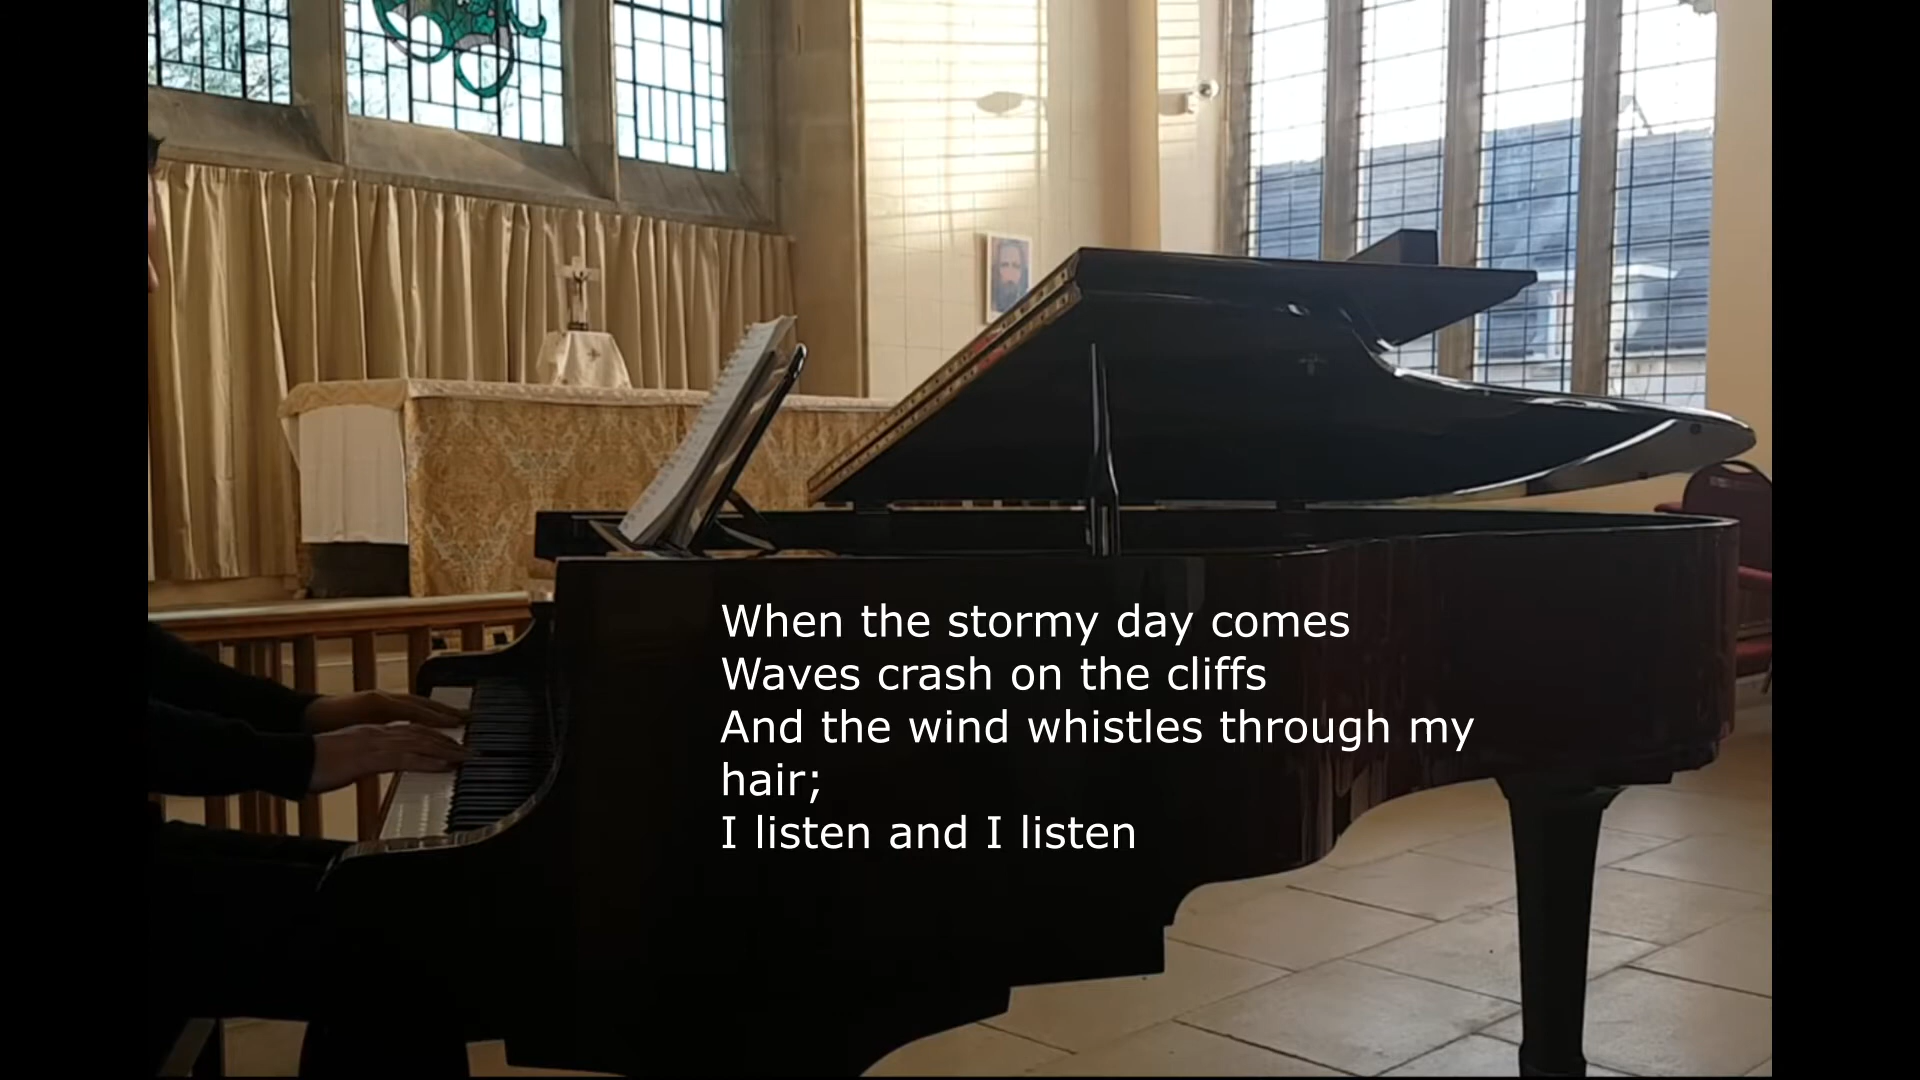 When the stormy day comes
Waves crash on the cliffs
And the wind whistles through my
hair;
I listen and I listen